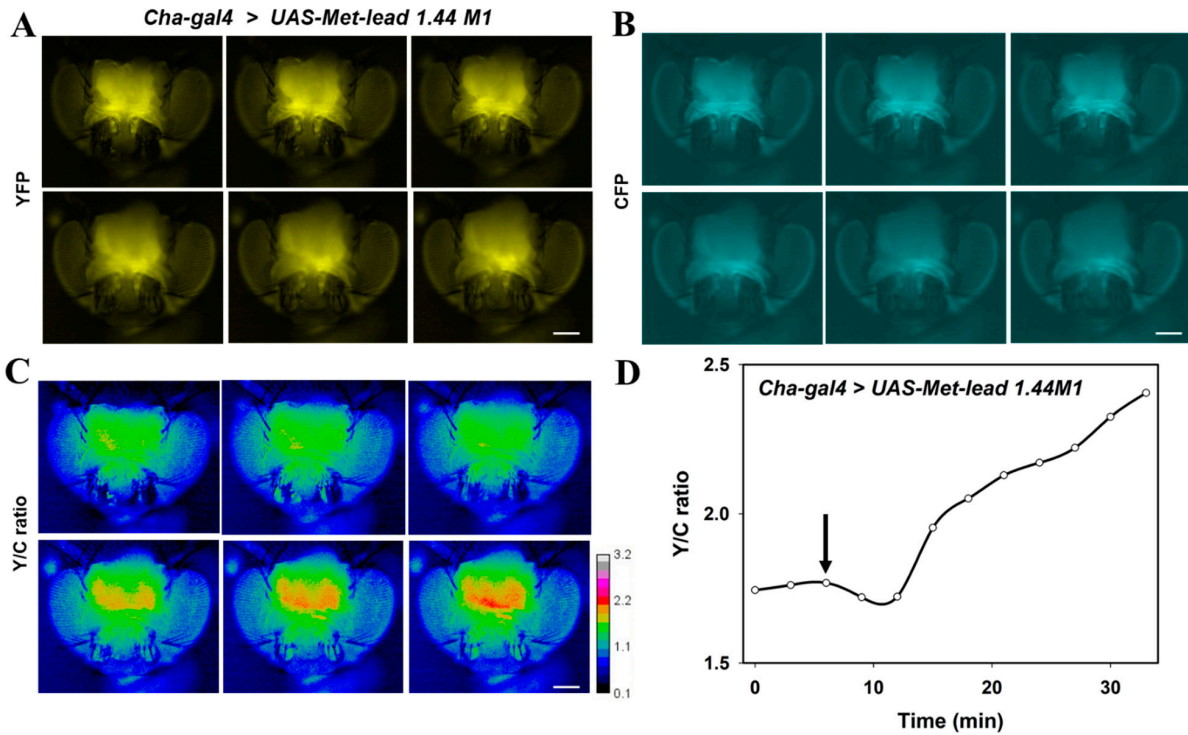 A
Cha-gal4 > UAS-Met-lead 1.44 M1
B
YFP
CFP
C
Y/C ratio
3.2
2.2
1.1
0.1
D
2.5
2.0
1.5
Y/C ratio
Cha-gal4 > UAS-Met-lead 1.44M1
0
10
20
30
Time (min)